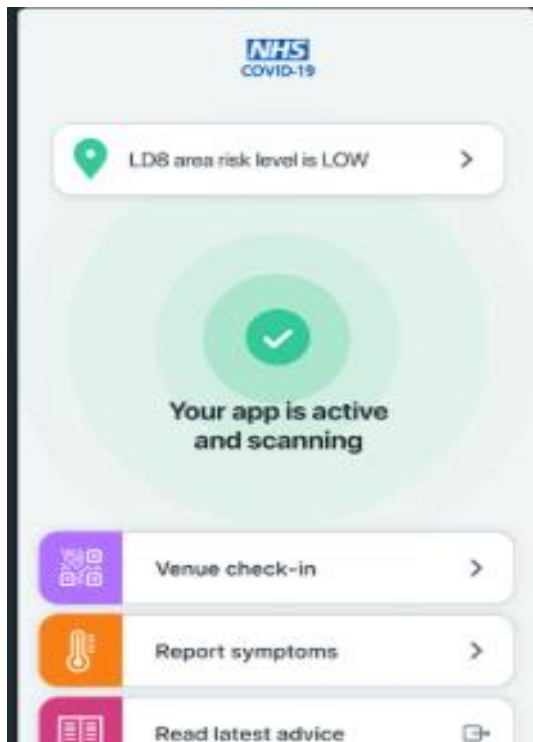 NHS
COVID-19
LD8 area risk level is LOW
Your app is active
and scanning
Venue check-in
Report symptoms
Read latest advice